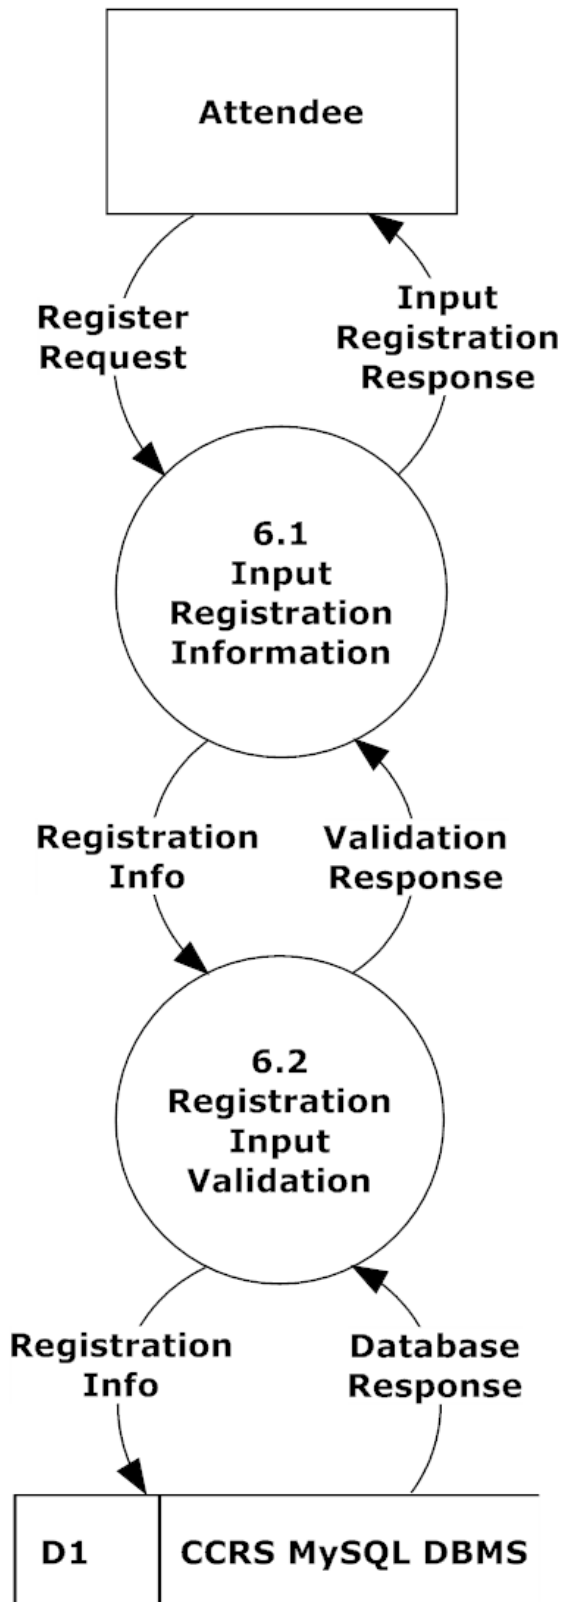 Attendee
Register
Request
Input
Registration
Response
6.1
Input
Registration
Information
Registration
Info
Validation
Response
6.2
Registration
Input
Validation
Registration
Info
Database
Response
D1
CCRS MySQL DBMS